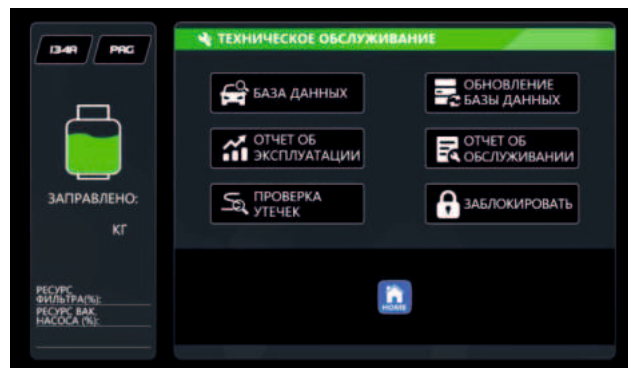 134A PAG
ЗАПРАВЛЕНО:
КГ
РЕСУРС
ФИЛЬТРА(%):
РЕСУРС ВАК.
НАСОСА (%):
ТЕХНИЧЕСКОЕ ОБСЛУЖИВАНИЕ
БАЗА ДАННЫХ
ОБНОВЛЕНИЕ
БАЗЫ ДАННЫХ
ОТЧЕТ ОБ
ЭКСПЛУАТАЦИИ
ОТЧЕТ ОБ
ОБСЛУЖИВАНИИ
ПРОВЕРКА
УТЕЧЕК
ЗАБЛОКИРОВАТЬ
HOME